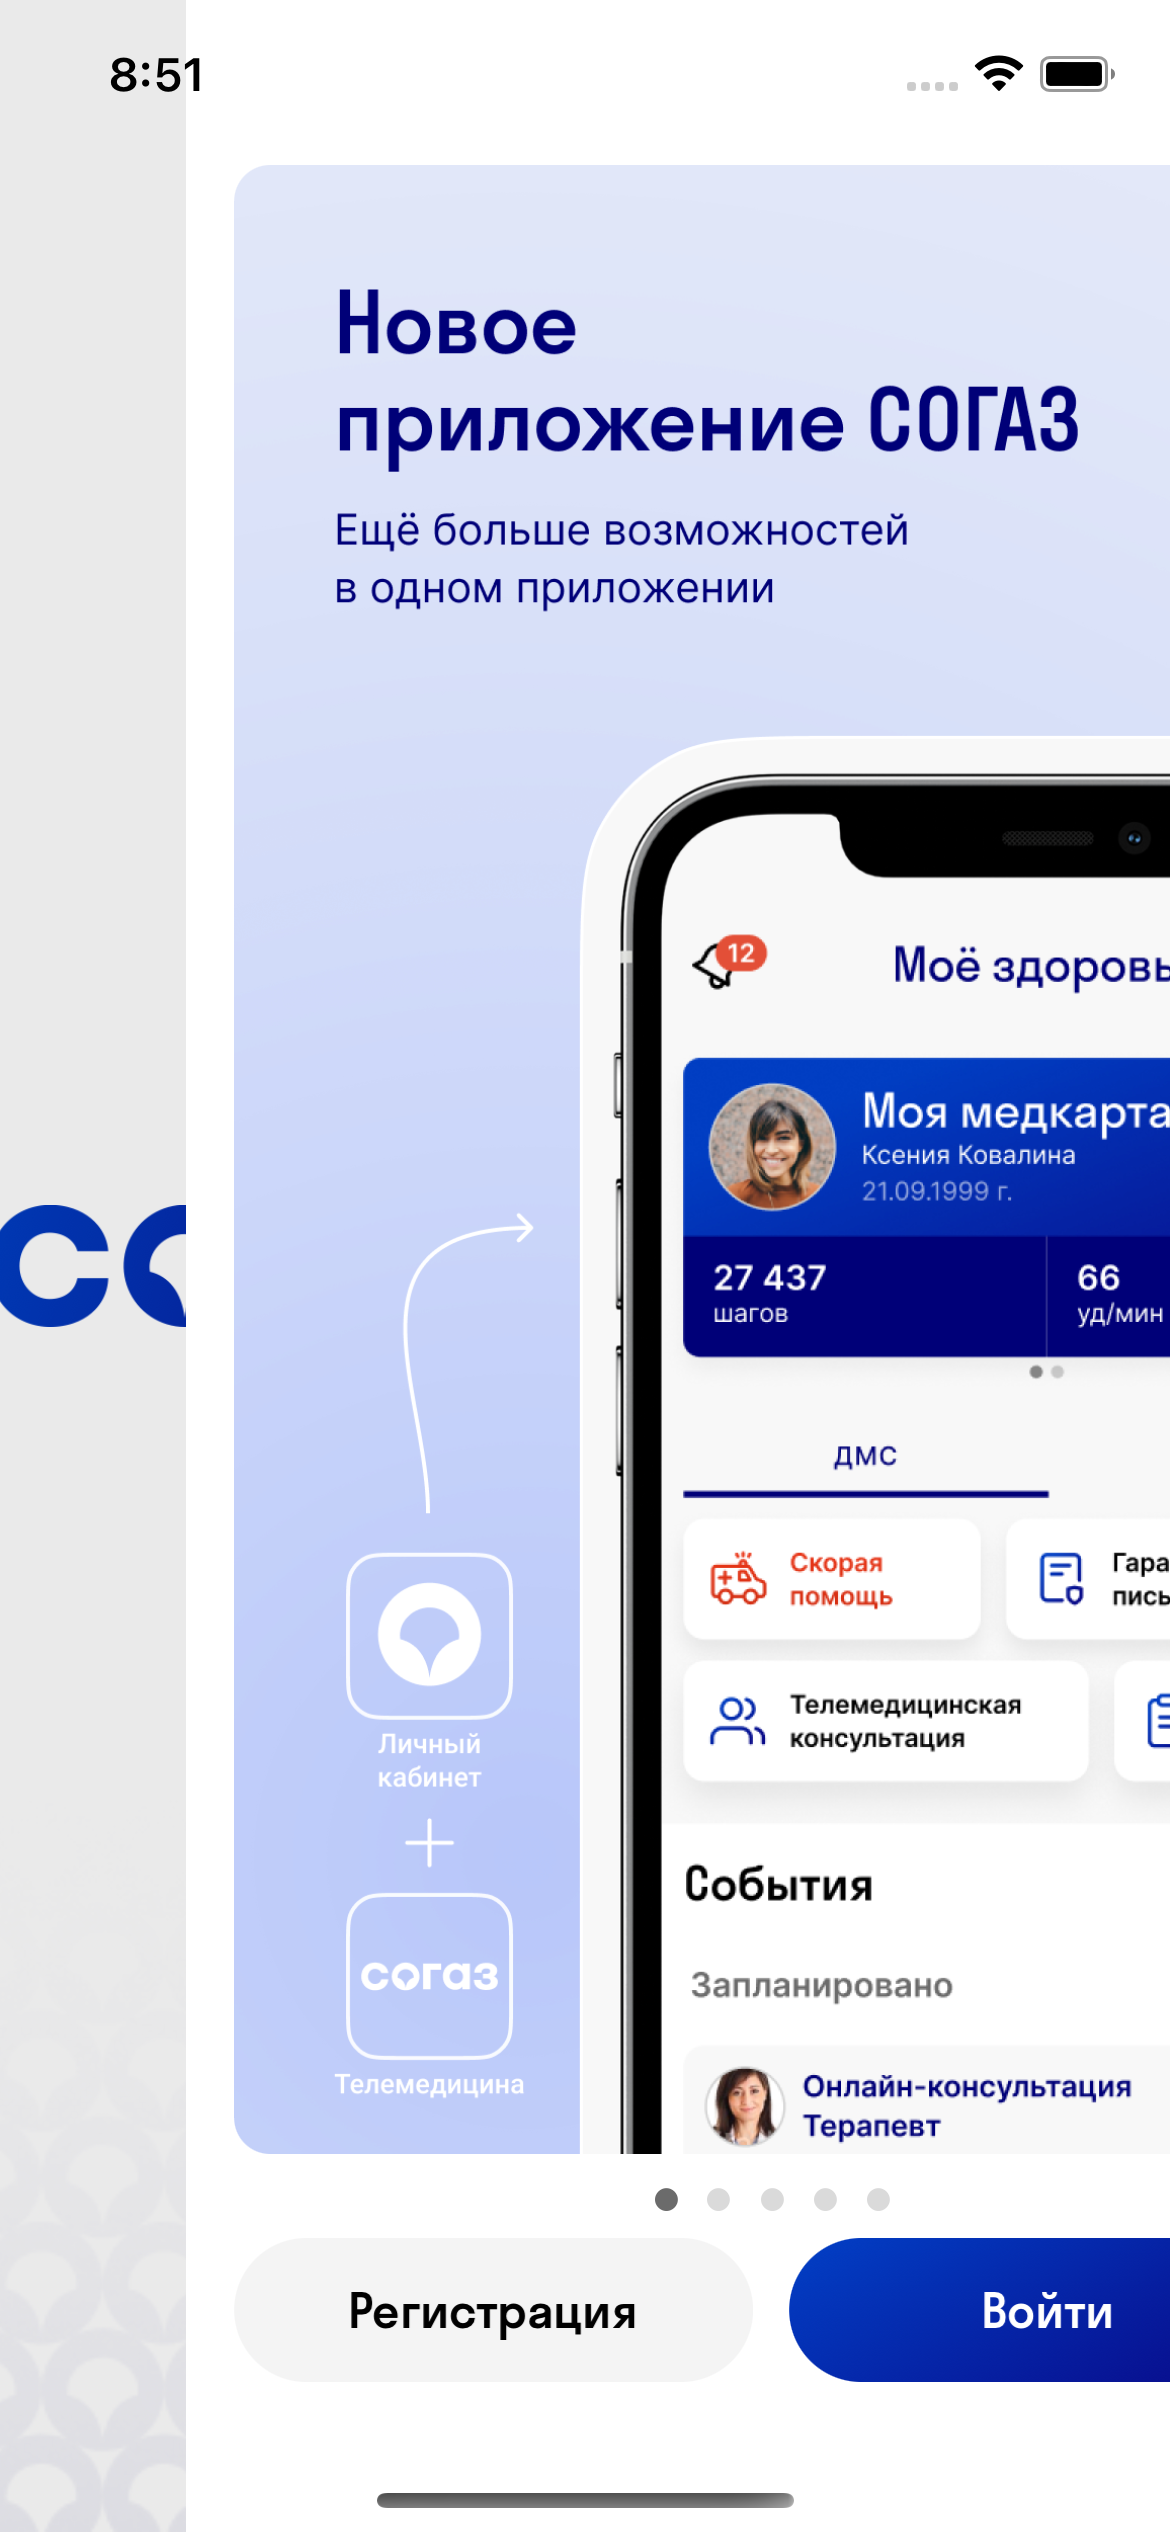 8:51
Новое
приложение СОГАЗ
Ещё больше возможностей
в одном приложении
12
Моё здоровь
Моя медкарта
Ксения Ковалина
21.09.1999 г.
27 437
шагов
66
уд/мин
со
ДМС
Скорая
помощь
Гара
пись
Телемедицинская
консультация
Личный
кабинет
События
Запланировано
согаз
Телемедицина
Онлайн-консультация
Терапевт
Регистрация
Войти